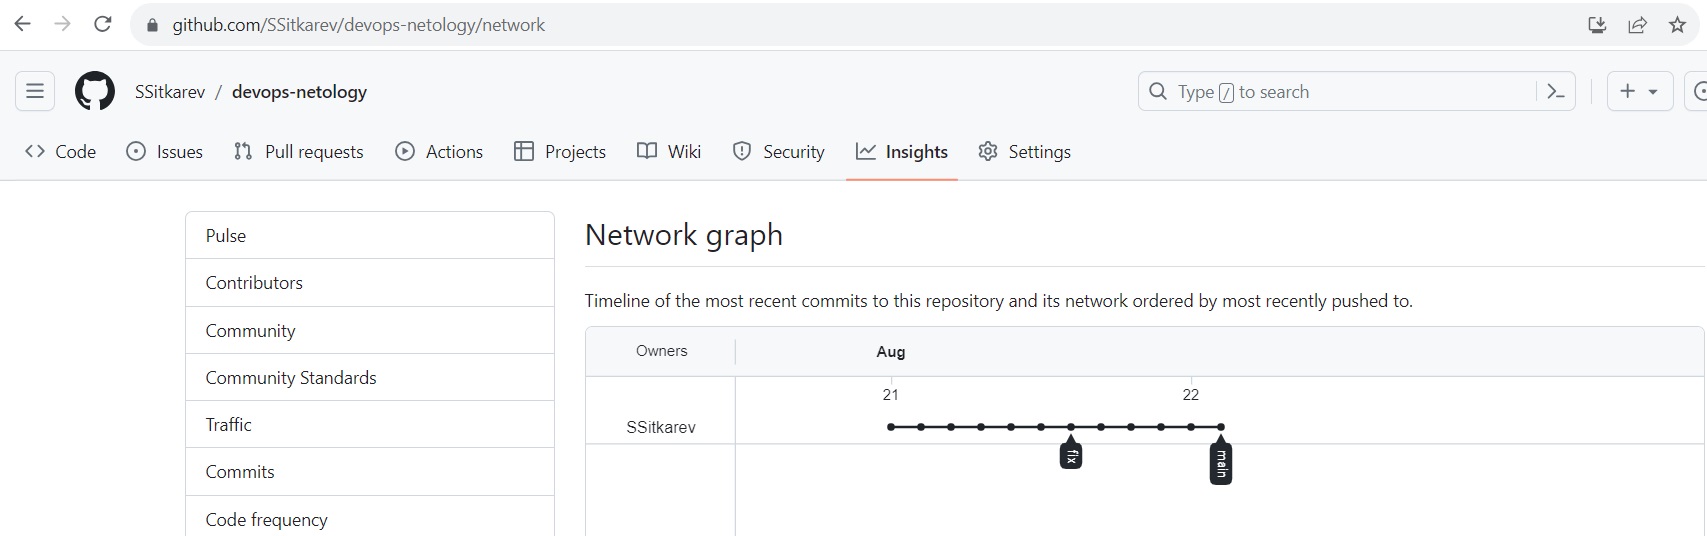 github.com/SSitkarev/devops-netology/network
SSitkarev / devops-netology
Type / to search
Code Issues Pull requests Actions Projects Wiki Security Insights Settings
Pulse
Contributors
Community
Community Standards
Traffic
Commits
Code frequency
Network graph
Timeline of the most recent commits to this repository and its network ordered by most recently pushed to.
Owners Aug
21 22
SSitkarev
fix main